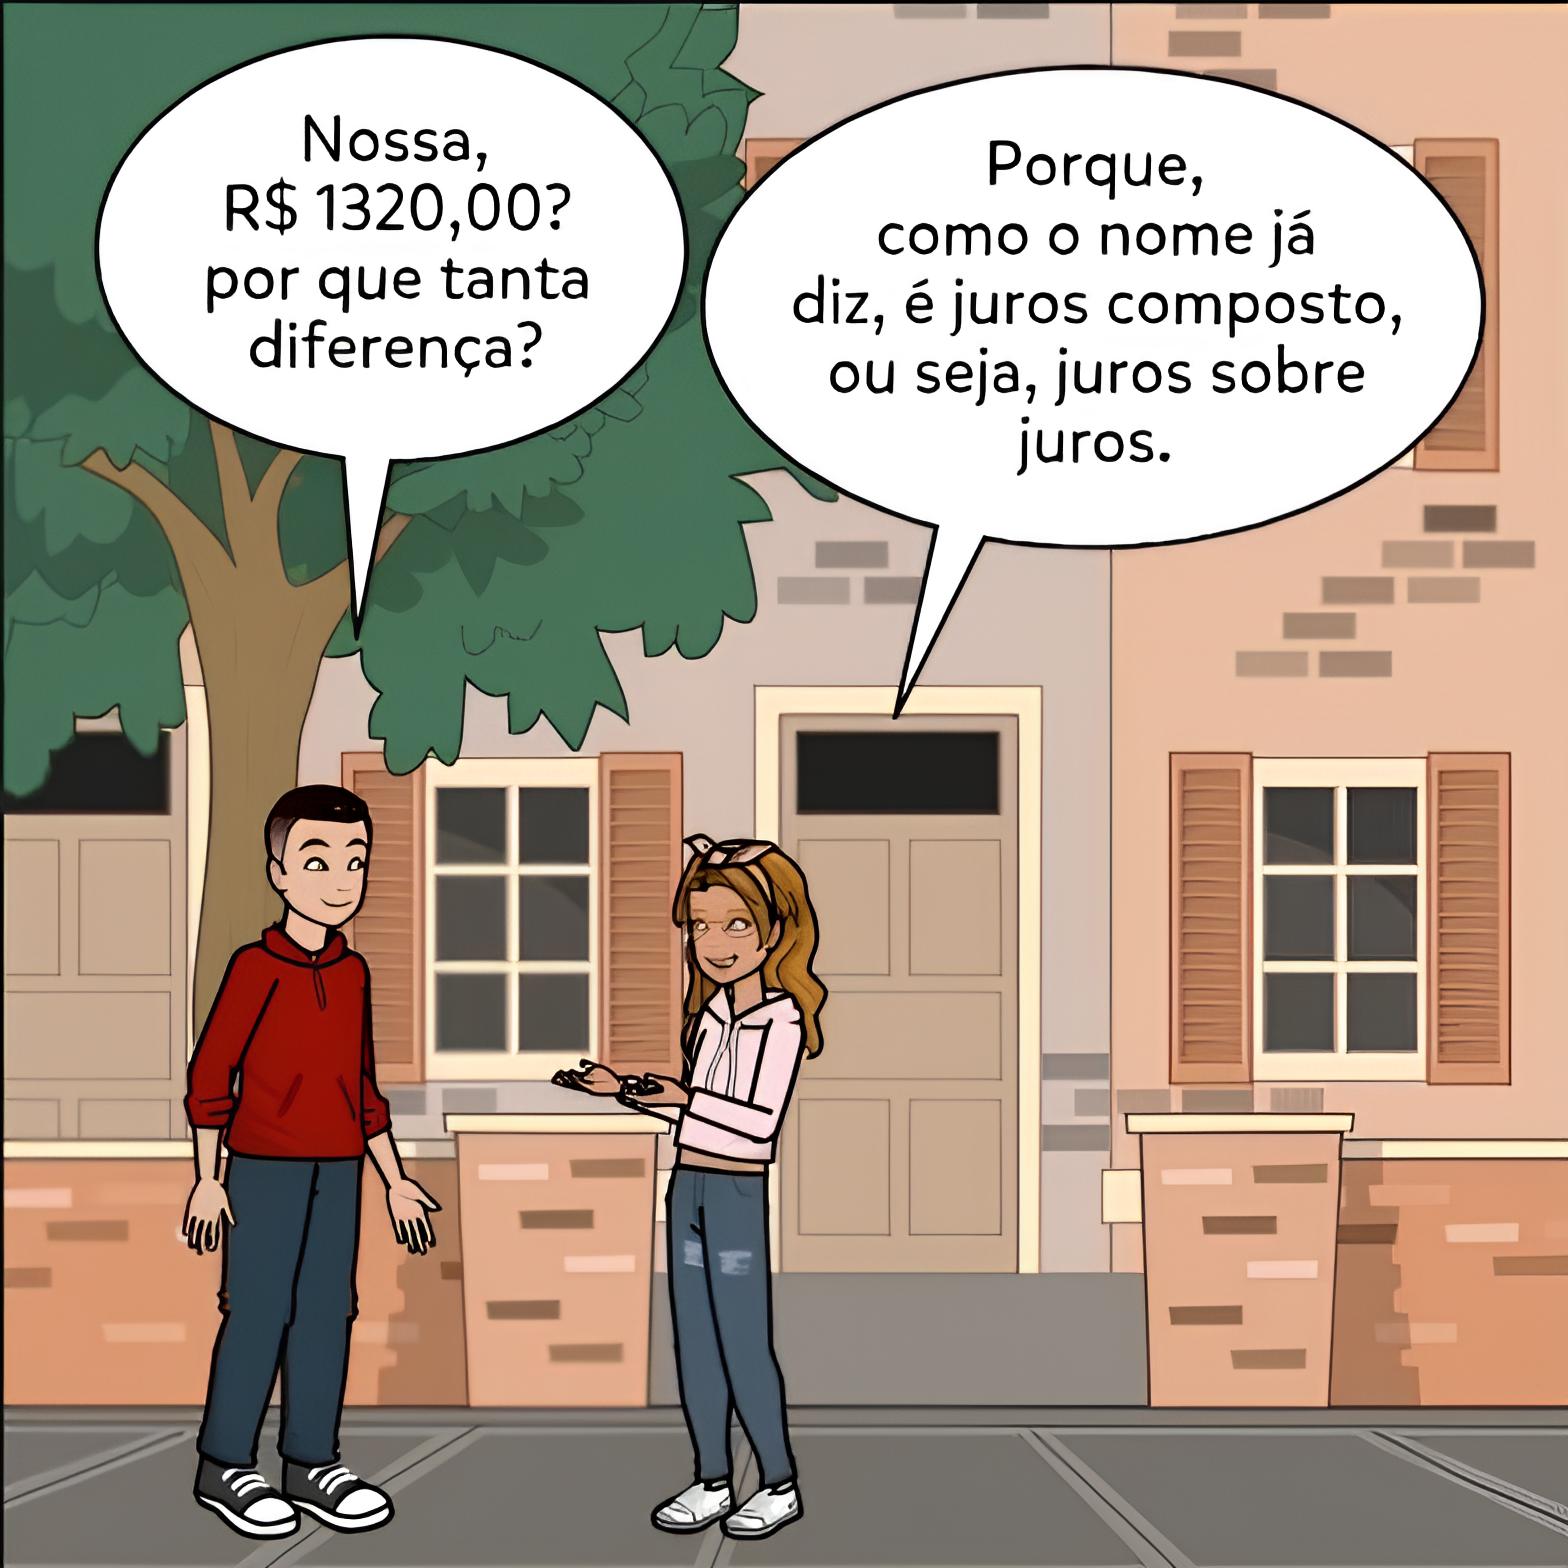 Nossa,
R$ 1320,00?
por que tanta
diferença?
Porque,
como o nome já
diz, é juros composto,
ou seja, juros sobre
juros.